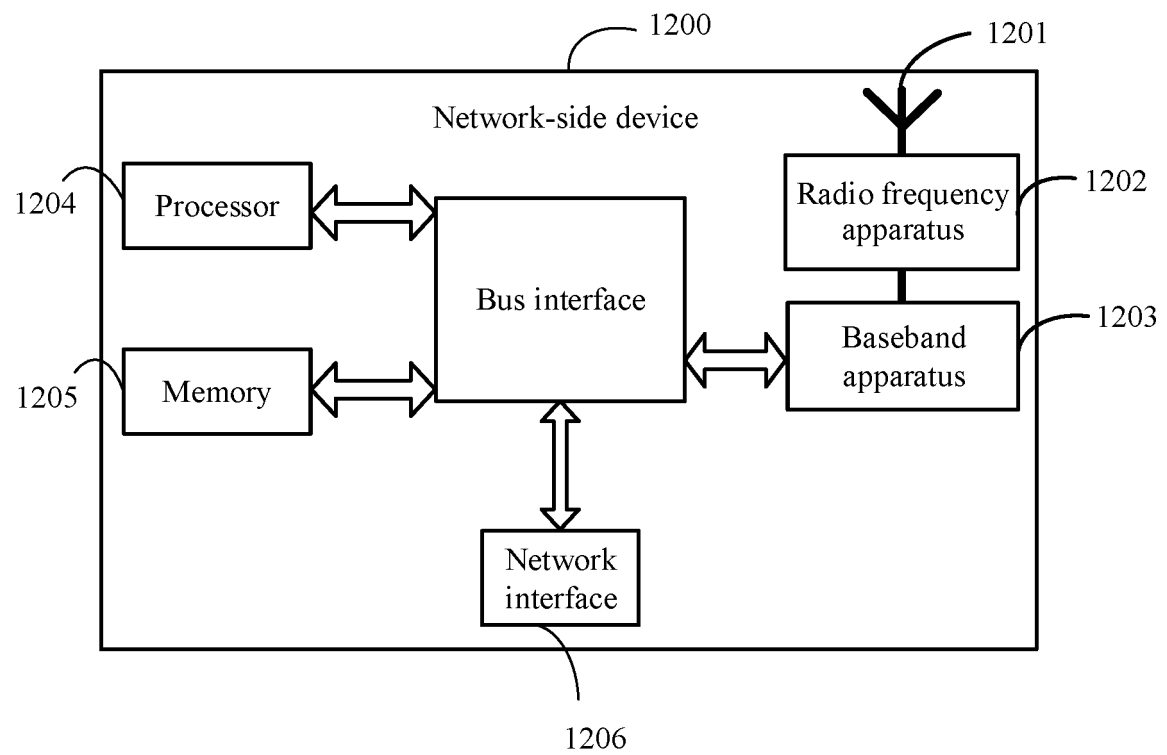 1200
1201
Network-side device
1204
Processor
Radio frequency
apparatus
1202
Bus interface
1203
Baseband
apparatus
1205
Memory
Network
interface
1206